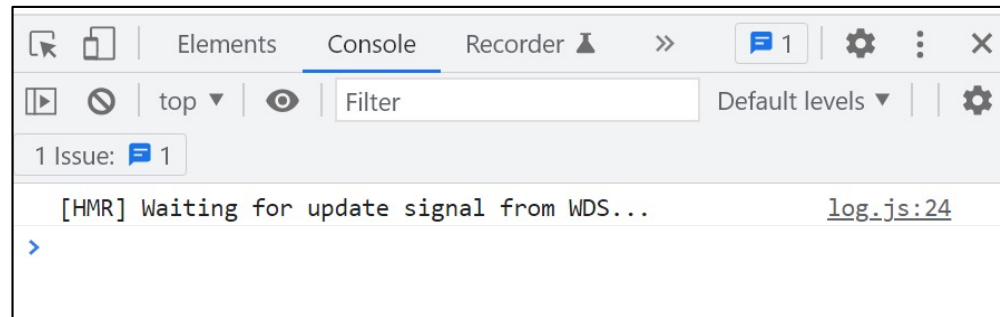 Elements Console Recorder 1
top Filter Default levels
1 Issue: 1
[HMR] Waiting for update signal from WDS... log.js:24